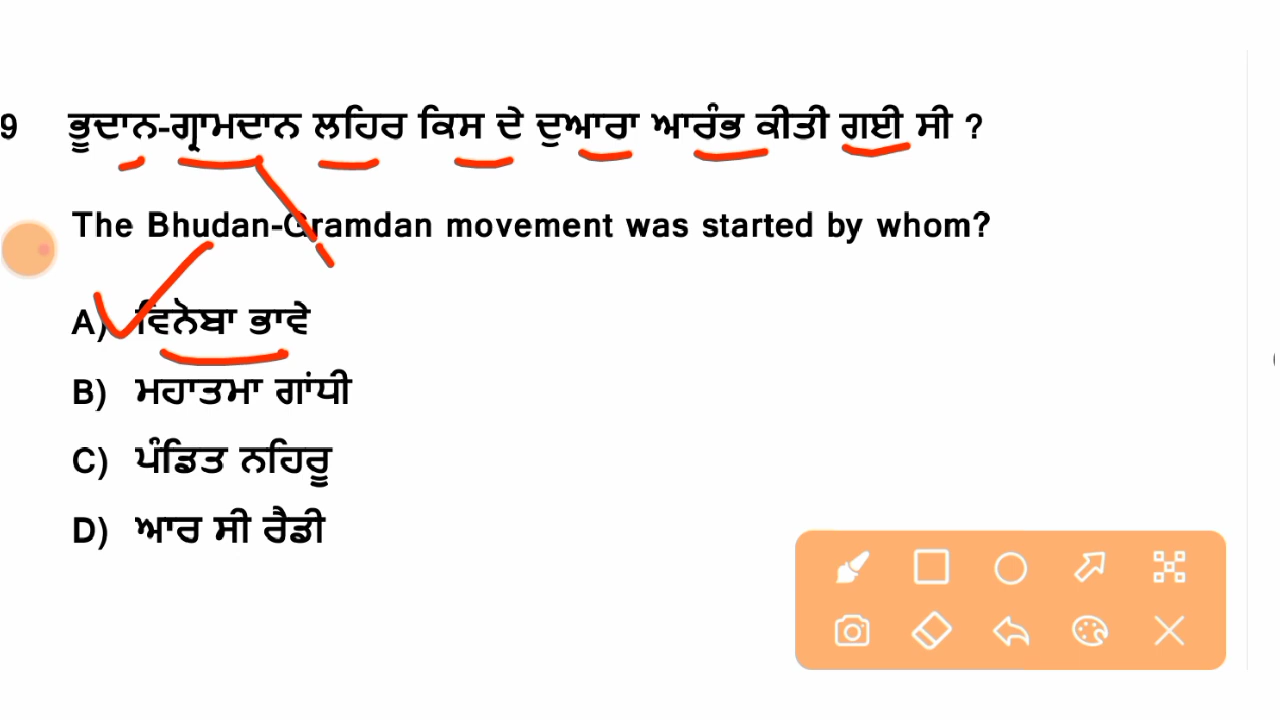 9 ਭੂਦਾਨ-ਗ੍ਰਾਮਦਾਨ ਲਹਿਰ ਕਿਸ ਦੇ ਦੁਆਰਾ ਆਰੰਭ ਕੀਤੀ ਗਈ ਸੀ ?
The Bhudan-Gramdan movement was started by whom?
A) ਵਿਨੋਬਾ ਭਾਵੇ
B) ਮਹਾਤਮਾ ਗਾਂਧੀ
C) ਪੰਡਿਤ ਨਹਿਰੂ
D) ਆਰ ਸੀ ਰੈਡੀ